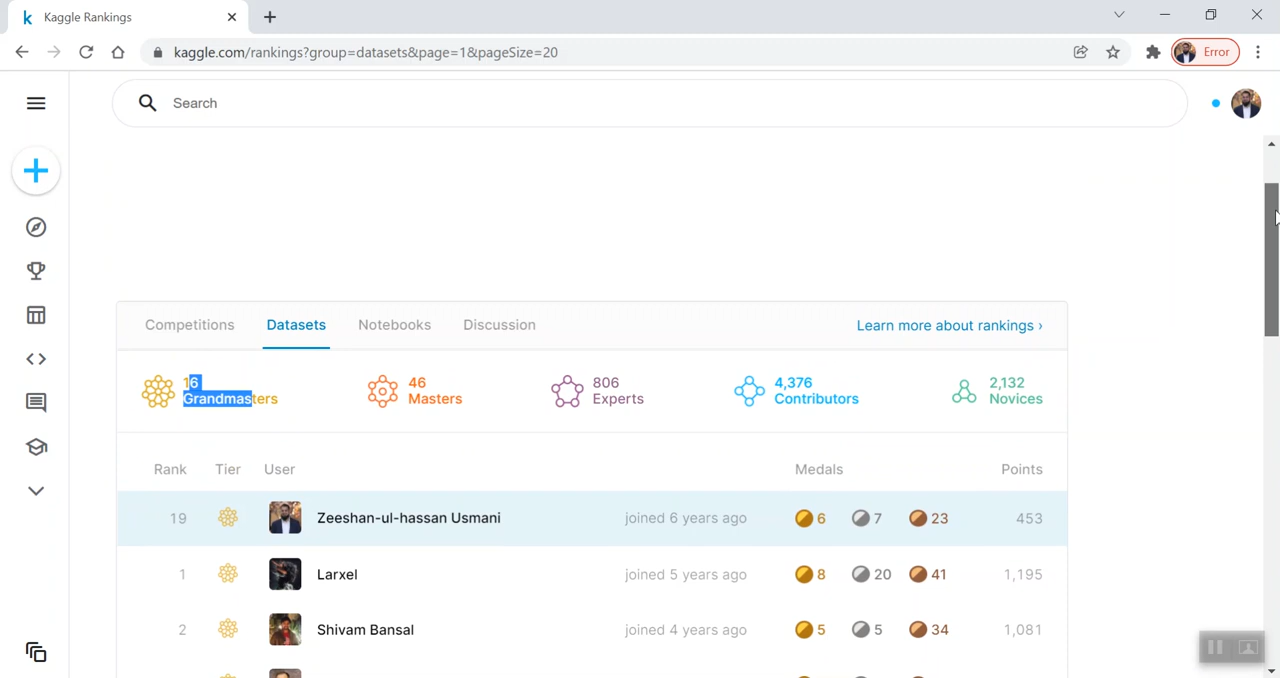 Kaggle Rankings
kaggle.com/rankings?group=datasets&page=1&pageSize=20
Error
Search
Competitions Datasets Notebooks Discussion Learn more about rankings ›
16 Grandmasters
46 Masters
806 Experts
4,376 Contributors
2,132 Novices
Rank Tier User Medals Points
19 Zeeshan-ul-hassan Usmani joined 6 years ago 6 7 23 453
1 Larxel joined 5 years ago 8 20 41 1,195
2 Shivam Bansal joined 4 years ago 5 5 34 1,081